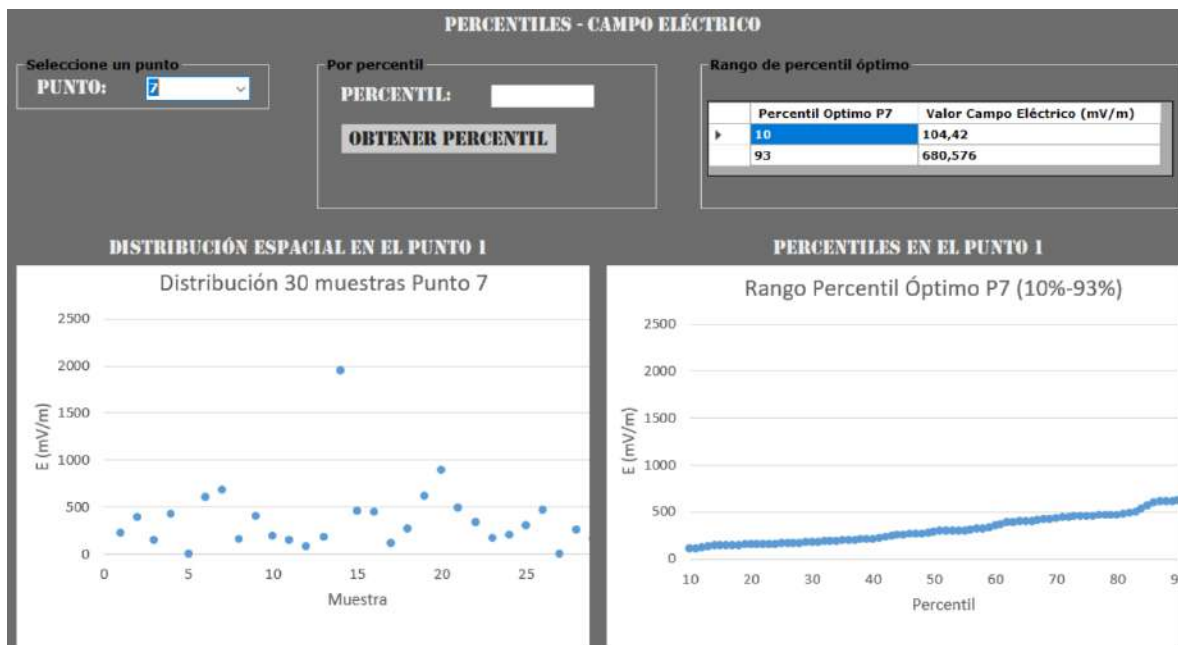 PERCENTILES - CAMPO ELÉCTRICO
Seleccione un punto
PUNTO: 7
Por percentil
PERCENTIL:
OBTENER PERCENTIL
Rango de percentil óptimo
Percentil Optimo P7 Valor Campo Eléctrico (mV/m)
10 104,42
93 680,576
DISTRIBUCIÓN ESPACIAL EN EL PUNTO 1
Distribución 30 muestras Punto 7
2500
2000
1500
1000
500
0
E (mV/m)
0 5 10 15 20 25
Muestra
PERCENTILES EN EL PUNTO 1
Rango Percentil Óptimo P7 (10%-93%)
2500
2000
1500
1000
500
0
E (mV/m)
10 20 30 40 50 60 70 80 9
Percentil